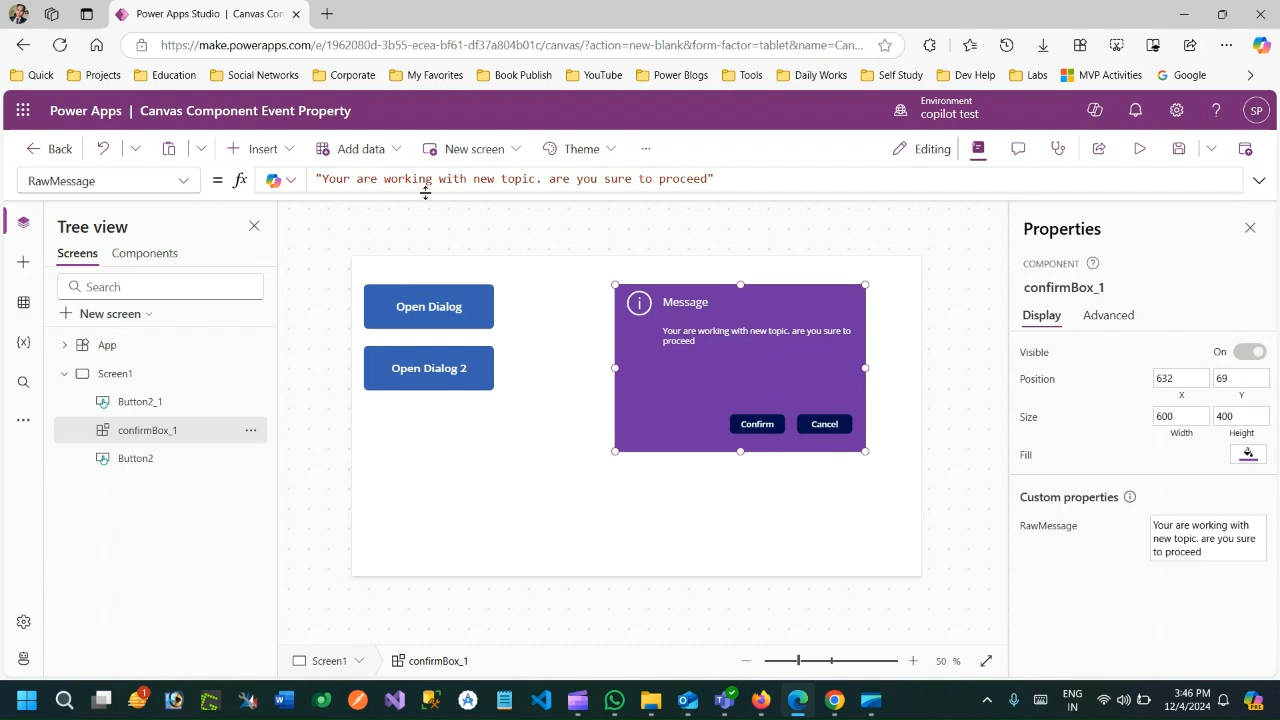 Power Apps Studio | Canvas Con
https://make.powerapps.com/e/1962080d-3b55-ecea-bf61-df37a804b01c/canvas/?action=new-blank&form-factor=tablet&name=Can...
Quick
Projects
Education
Social Networks
Corporate
My Favorites
Book Publish
YouTube
Power Blogs
Tools
Daily Works
Self Study
Dev Help
Labs
MVP Activities
Google
Power Apps | Canvas Component Event Property
Environment
copilot test
SP
Back
Insert
Add data
New screen
Theme
Editing
RawMessage
= fx
"Your are working with new topic. are you sure to proceed"
Tree view
Screens
Components
Search
New screen
App
Screen1
Button2_1
confirmBox_1
Button2
Open Dialog
Open Dialog 2
Message
Your are working with new topic. are you sure to
proceed
Confirm
Cancel
Screen1
confirmBox_1
50 %
Properties
COMPONENT
confirmBox_1
Display
Advanced
Visible
On
Position
632
69
X
Y
Size
600
400
Width
Height
Fill
Custom properties
RawMessage
Your are working with
new topic. are you sure
to proceed
1
ENG
IN
3:46 PM
12/4/2024